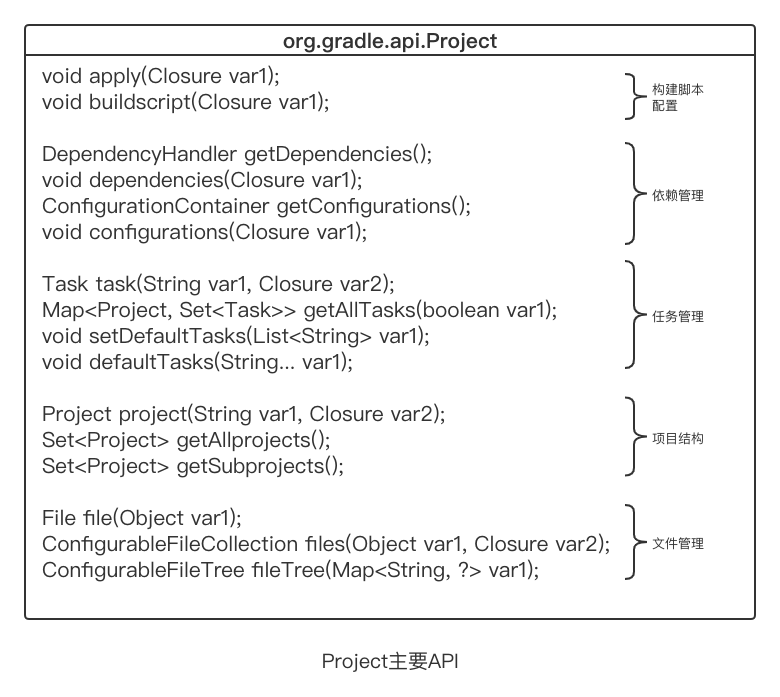 org.gradle.api.Project
void apply(Closure var1);
void buildscript(Closure var1);
构建脚本
配置
DependencyHandler getDependencies();
void dependencies(Closure var1);
ConfigurationContainer getConfigurations();
void configurations(Closure var1);
依赖管理
Task task(String var1, Closure var2);
Map<Project, Set<Task>> getAllTasks(boolean var1);
void setDefaultTasks(List<String> var1);
void defaultTasks(String... var1);
任务管理
Project project(String var1, Closure var2);
Set<Project> getAllprojects();
Set<Project> getSubprojects();
项目结构
File file(Object var1);
ConfigurableFileCollection files(Object var1, Closure var2);
ConfigurableFileTree fileTree(Map<String, ?> var1);
文件管理
Project主要API